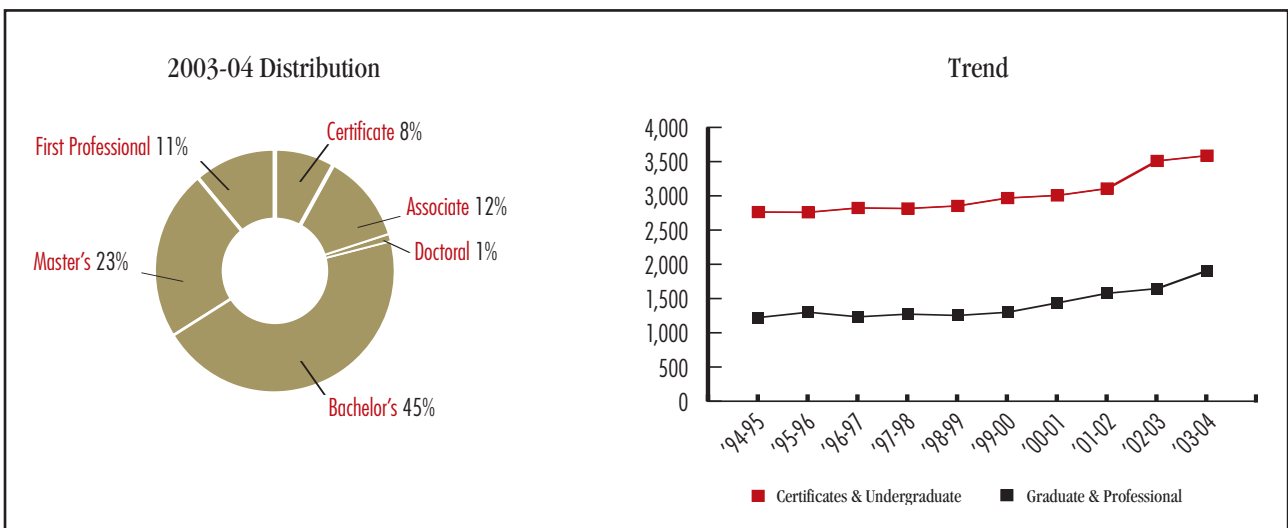 2003-04 Distribution
Certificate 8%
First Professional 11%
Associate 12%
Doctoral 1%
Master's 23%
Bachelor's 45%
Trend
4,000
3,500
3,000
2,500
2,000
1,500
1,000
500
0
'94-95
'95-96
'96-97
'97-98
'98-99
'99-00
'00-01
'01-02
'02-03
'03-04
Certificates & Undergraduate
Graduate & Professional